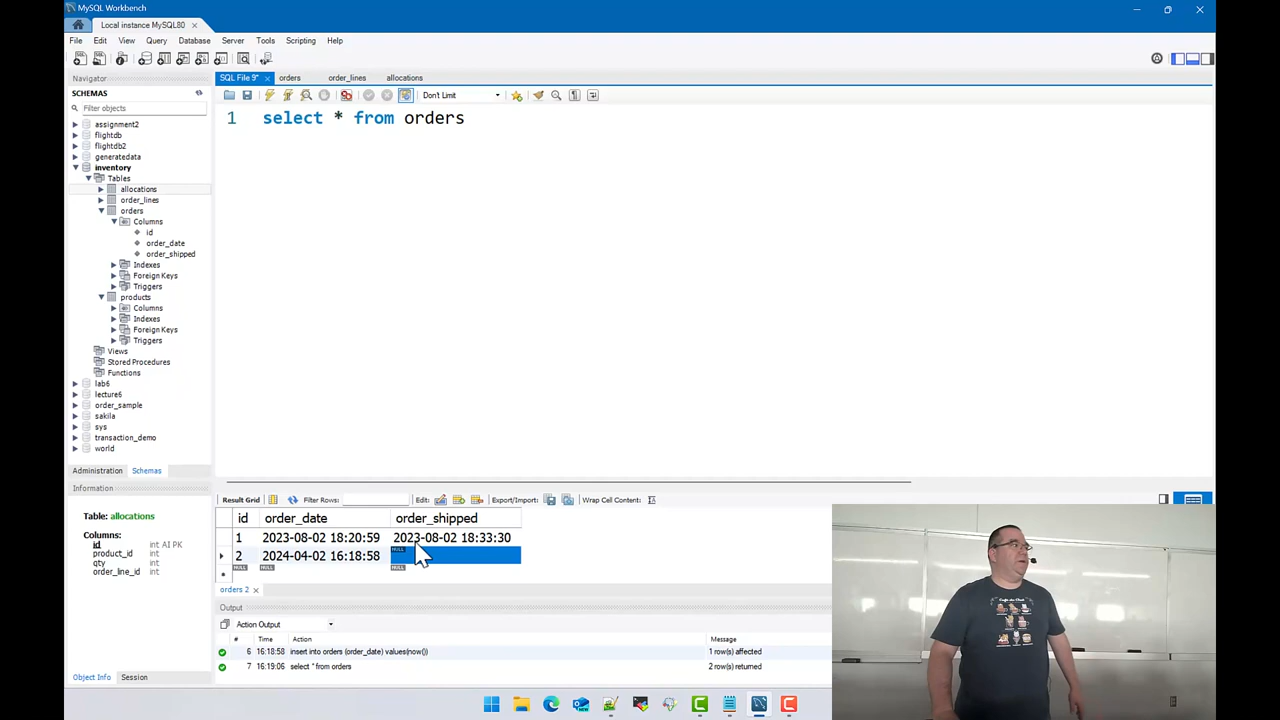 MySQL Workbench
Local instance MySQL80
File Edit View Query Database Server Tools Scripting Help
Navigator
SCHEMAS
Filter objects
assignment2
flightdb
flightdb2
generatedata
inventory
Tables
allocations
order_lines
orders
Columns
id
order_date
order_shipped
Indexes
Foreign Keys
Triggers
products
Columns
Indexes
Foreign Keys
Triggers
Views
Stored Procedures
Functions
lab6
lecture6
order_sample
sakila
sys
transaction_demo
world
Administration Schemas
Information
Table: allocations
Columns:
id int AI PK
product_id int
qty int
order_line_id int
Object Info Session
SQL File 9* orders order_lines allocations
Don't Limit
1 select * from orders
Result Grid Filter Rows: Edit: Export/Import: Wrap Cell Content:
id order_date order_shipped
1 2023-08-02 18:20:59 2023-08-02 18:33:30
2 2024-04-02 16:18:58 NULL
NULL NULL NULL
orders 2
Output
Action Output
# Time Action Message
6 16:18:58 insert into orders (order_date) values(now()) 1 row(s) affected
7 16:19:06 select * from orders 2 row(s) returned